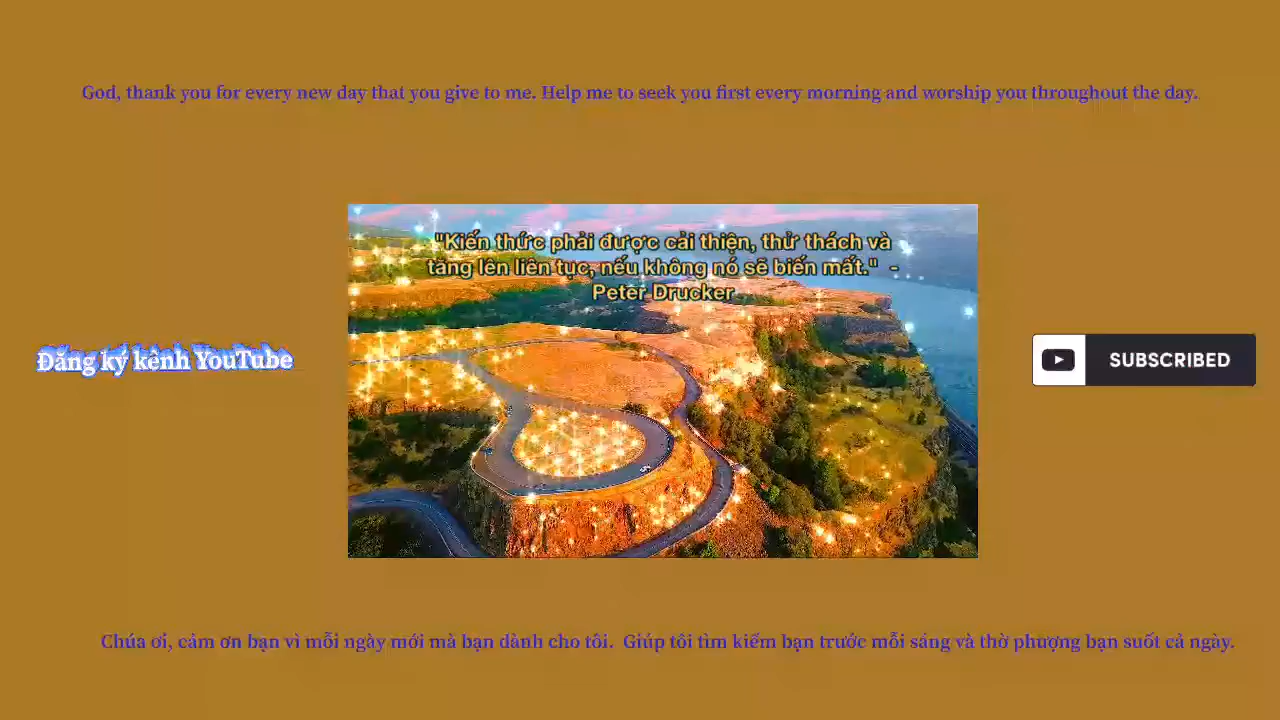 God, thank you for every new day that you give to me. Help me to seek you first every morning and worship you throughout the day.
"Kiến thức phải được cải thiện, thử thách và
tăng lên liên tục, nếu không nó sẽ biến mất." -
Peter Drucker
Đăng ký kênh YouTube
SUBSCRIBED
Chúa ơi, cảm ơn bạn vì mỗi ngày mới mà bạn dành cho tôi. Giúp tôi tìm kiếm bạn trước mỗi sáng và thờ phượng bạn suốt cả ngày.